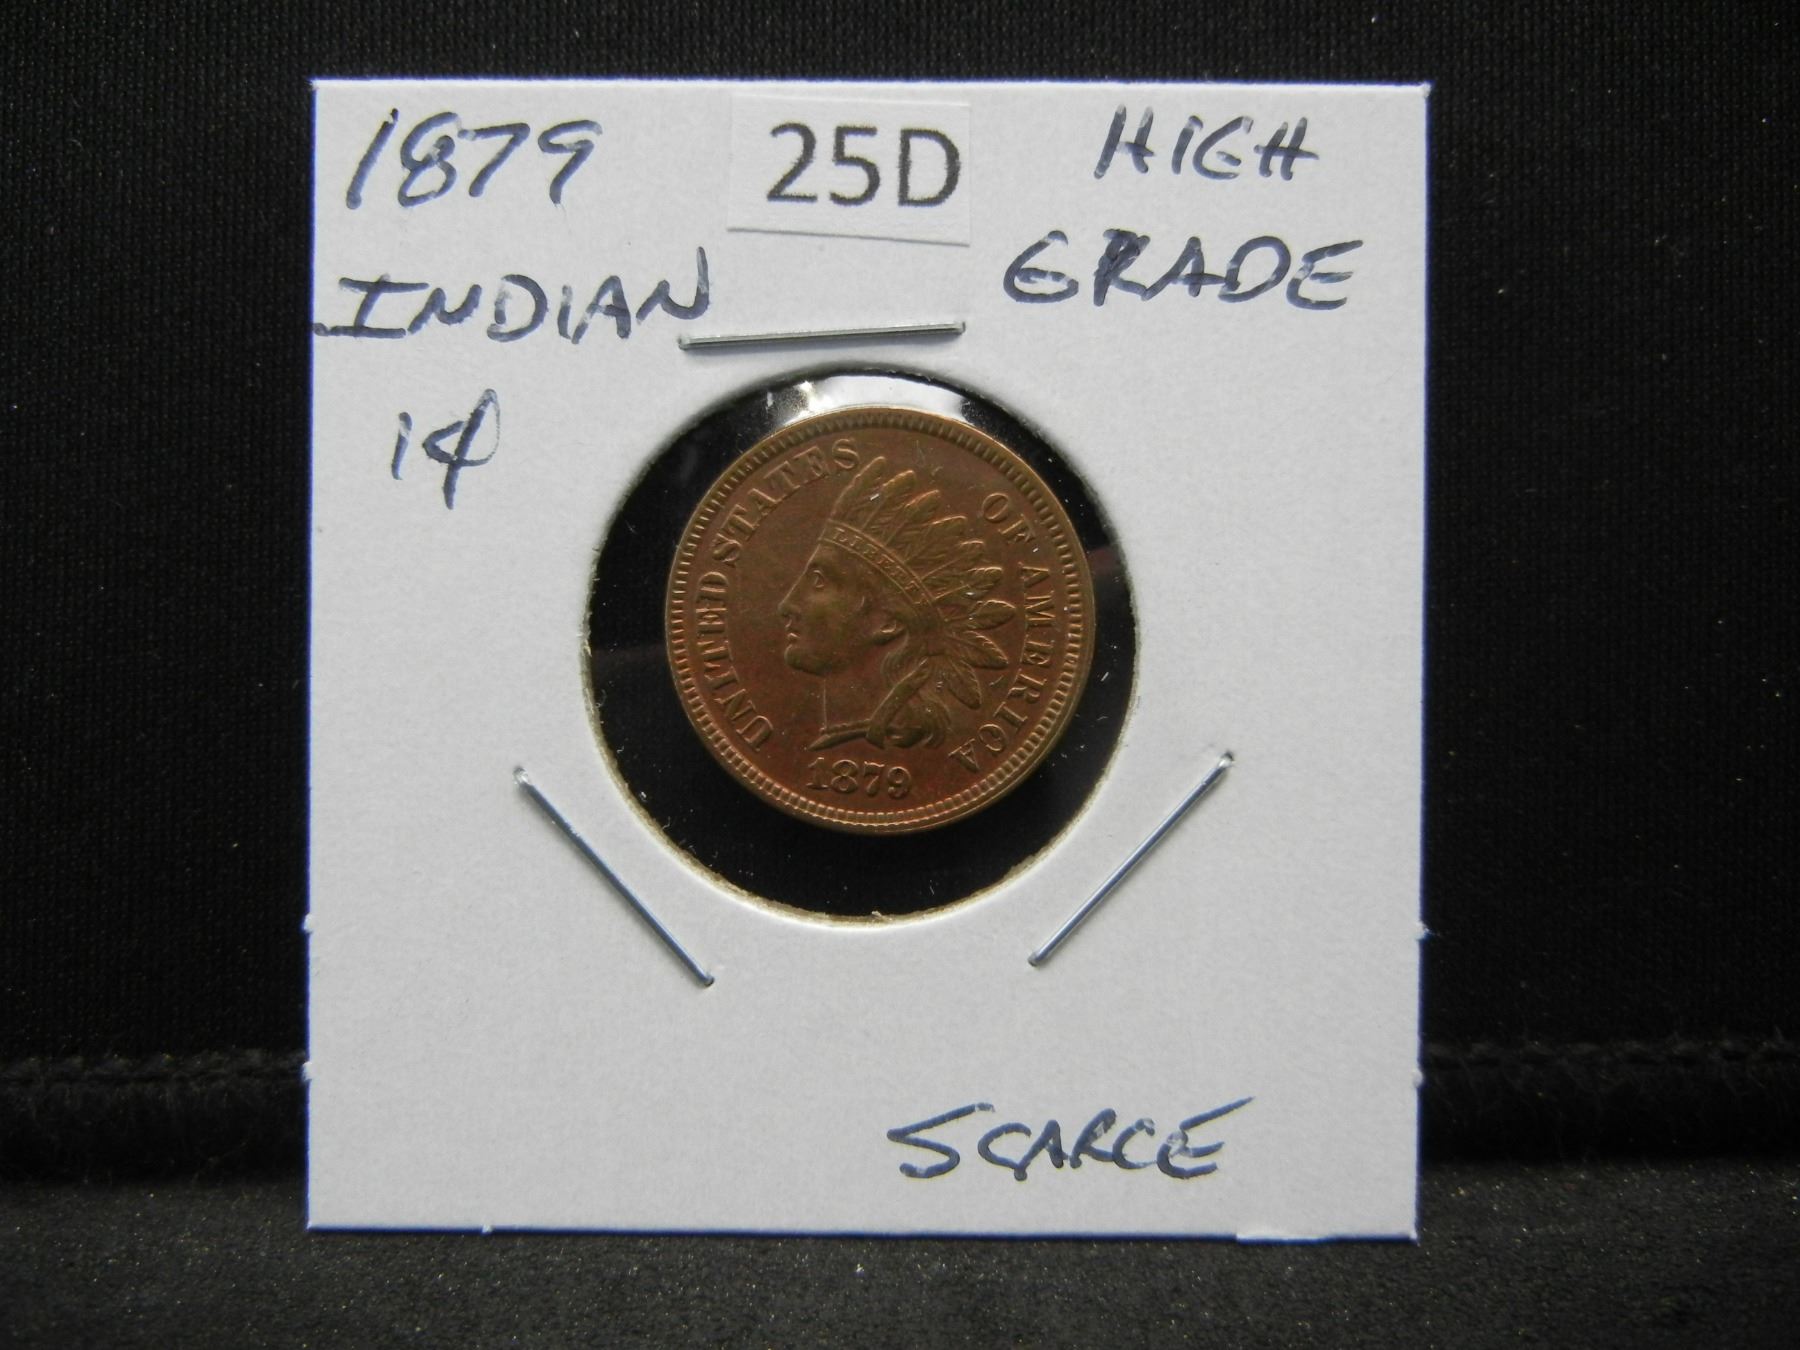 1879
INDIAN
1¢
25D
HIGH
GRADE
UNITED STATES OF AMERICA
LIBERTY
1879
SCARCE